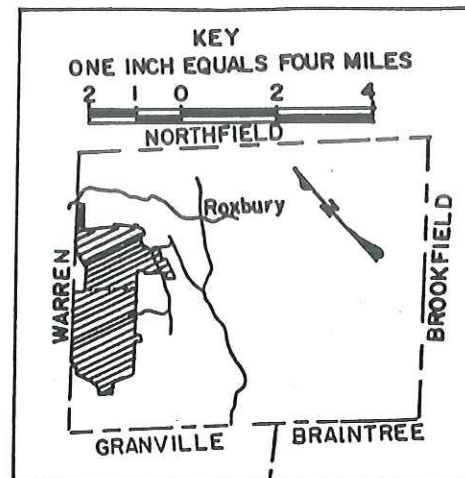 KEY
ONE INCH EQUALS FOUR MILES
2 1 0 2 4
NORTHFIELD
Roxbury
N
WARREN
BROOKFIELD
GRANVILLE
BRAINTREE